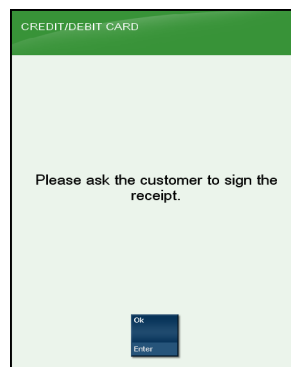 CREDIT/DEBIT CARD
Please ask the customer to sign the
receipt.
Ok
Enter